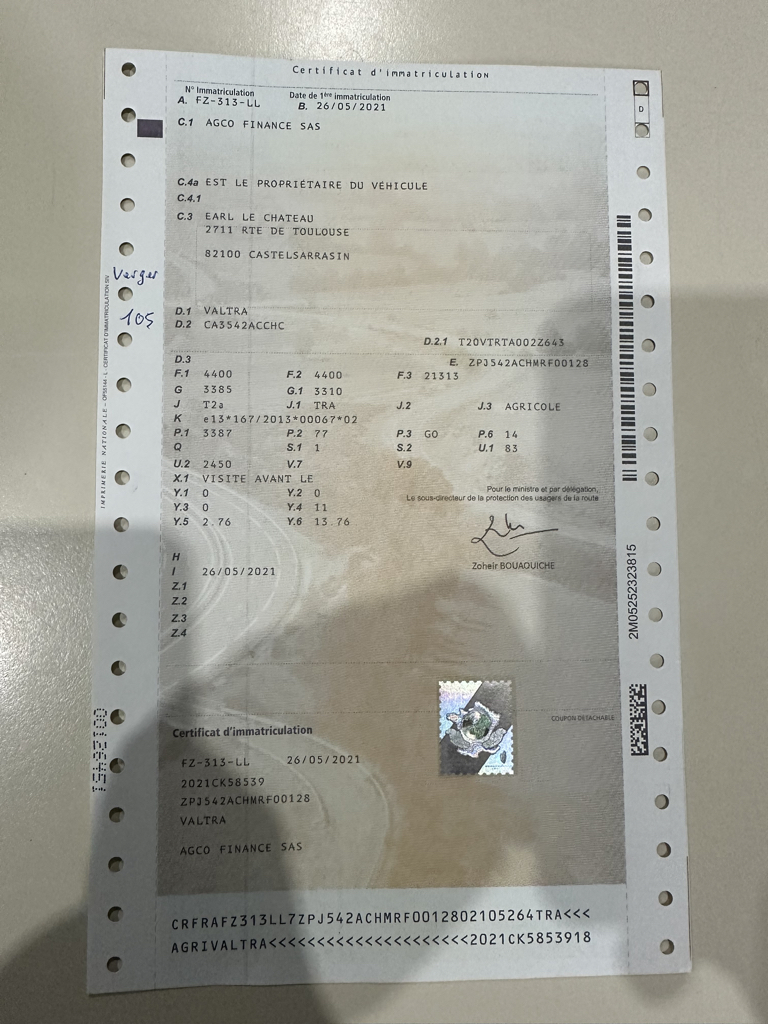 Certificat d'immatriculation
N° Immatriculation Date de 1ère immatriculation
A. FZ-313-LL B. 26/05/2021
D
C.1 AGCO FINANCE SAS
C.4a EST LE PROPRIÉTAIRE DU VÉHICULE
C.4.1
C.3 EARL LE CHATEAU
2711 RTE DE TOULOUSE
82100 CASTELSARRASIN
Verger
105
D.1 VALTRA
D.2 CA3542ACCHC
D.2.1 T20VTRTA002Z643
D.3 E. ZPJ542ACHMRF00128
F.1 4400 F.2 4400 F.3 21313
G 3385 G.1 3310
J T2a J.1 TRA J.2 J.3 AGRICOLE
K e13*167/2013*00067*02
P.1 3387 P.2 77 P.3 GO P.6 14
Q S.1 1 S.2 U.1 83
U.2 2450 V.7 V.9
X.1 VISITE AVANT LE
Y.1 0 Y.2 0
Y.3 0 Y.4 11
Y.5 2.76 Y.6 13.76
Pour le ministre et par délégation,
Le sous-directeur de la protection des usagers de la route
Zoheir BOUAOUICHE
H
I 26/05/2021
Z.1
Z.2
Z.3
Z.4
2M05252323815
COUPON DETACHABLE
Certificat d'immatriculation
FZ-313-LL 26/05/2021
2021CK58539
ZPJ542ACHMRF00128
VALTRA
AGCO FINANCE SAS
CRFRAFZ313LL7ZPJ542ACHMRF0012802105264TRA<<<
AGRIVALTRA<<<<<<<<<<<<<<<<<<<<<<<2021CK5853918